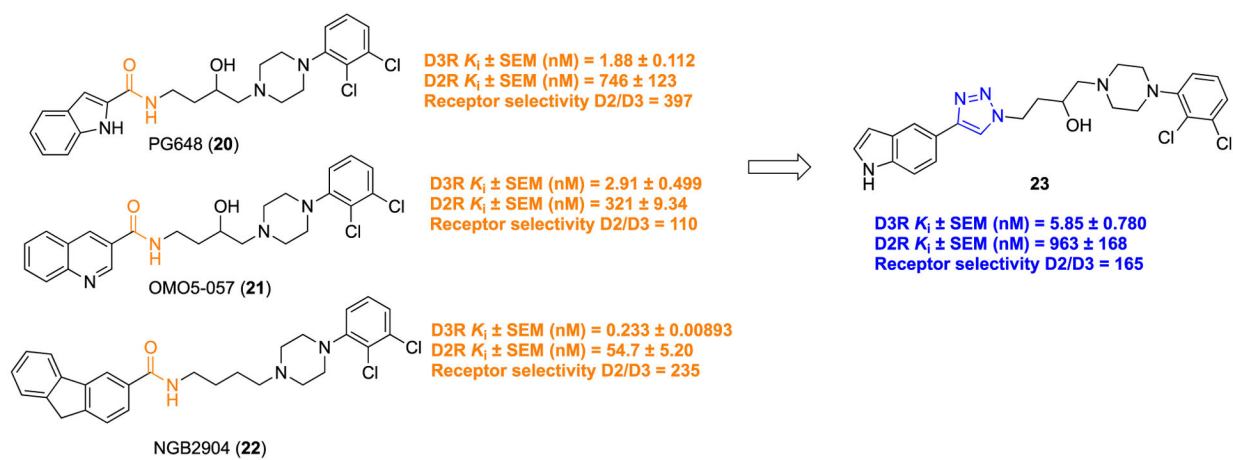 OH
N
N
Cl
Cl
O
N
H
NH
PG648 (20)
D3R Ki ± SEM (nM) = 1.88 ± 0.112
D2R Ki ± SEM (nM) = 746 ± 123
Receptor selectivity D2/D3 = 397
OH
N
N
Cl
Cl
O
N
H
N
OMO5-057 (21)
D3R Ki ± SEM (nM) = 2.91 ± 0.499
D2R Ki ± SEM (nM) = 321 ± 9.34
Receptor selectivity D2/D3 = 110
N
N
Cl
Cl
O
N
H
NGB2904 (22)
D3R Ki ± SEM (nM) = 0.233 ± 0.00893
D2R Ki ± SEM (nM) = 54.7 ± 5.20
Receptor selectivity D2/D3 = 235
N
N
N=N
N
OH
Cl
Cl
N
H
23
D3R Ki ± SEM (nM) = 5.85 ± 0.780
D2R Ki ± SEM (nM) = 963 ± 168
Receptor selectivity D2/D3 = 165